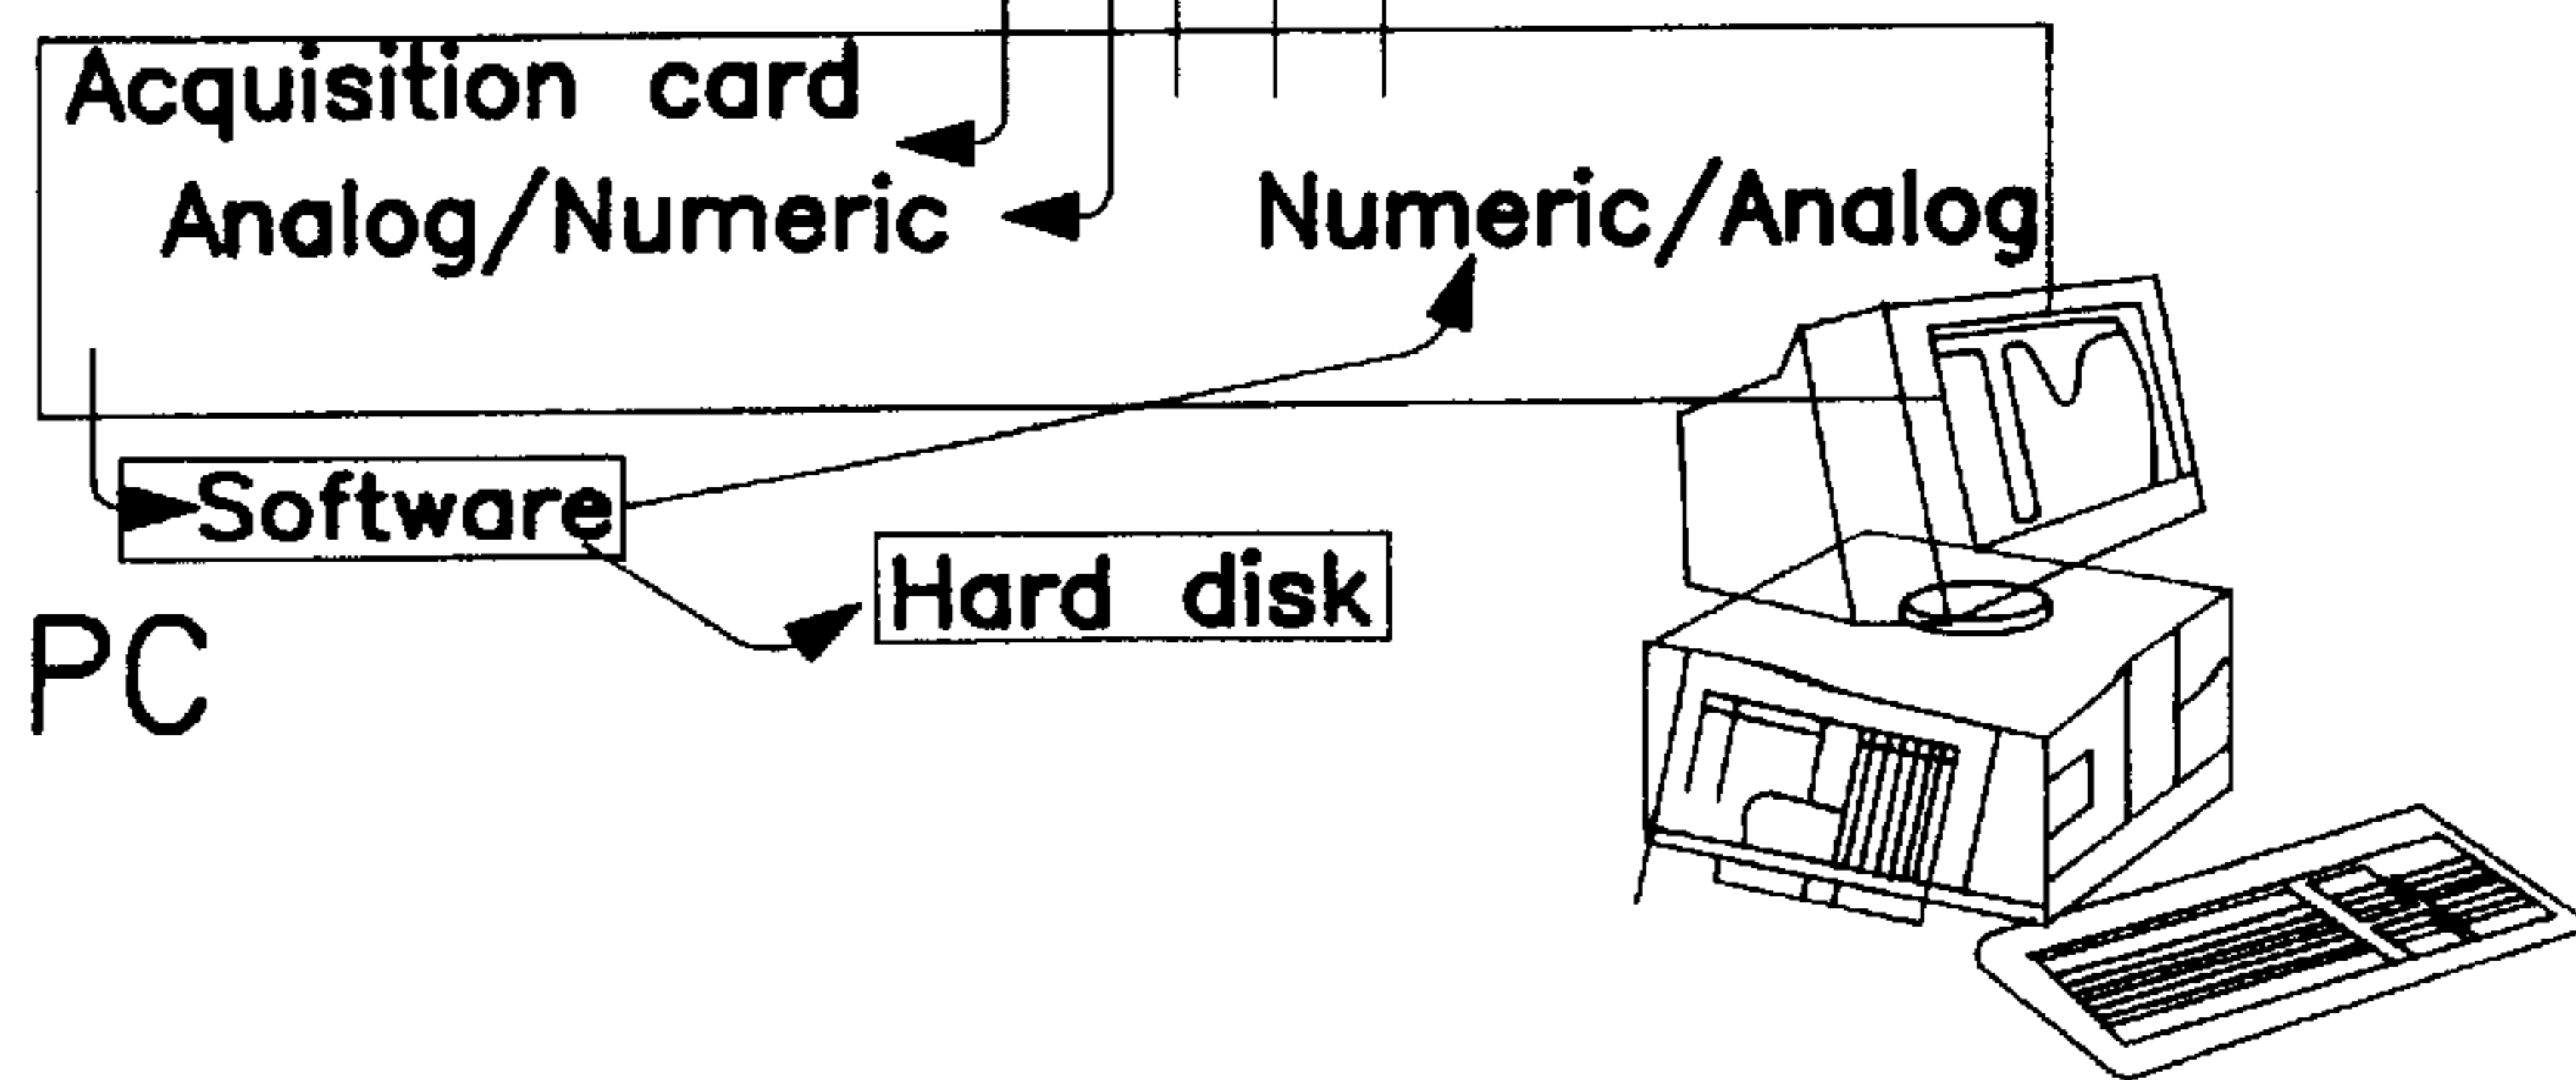 Acquisition card
Analog/Numeric
Numeric/Analog
Software
Hard disk
PC